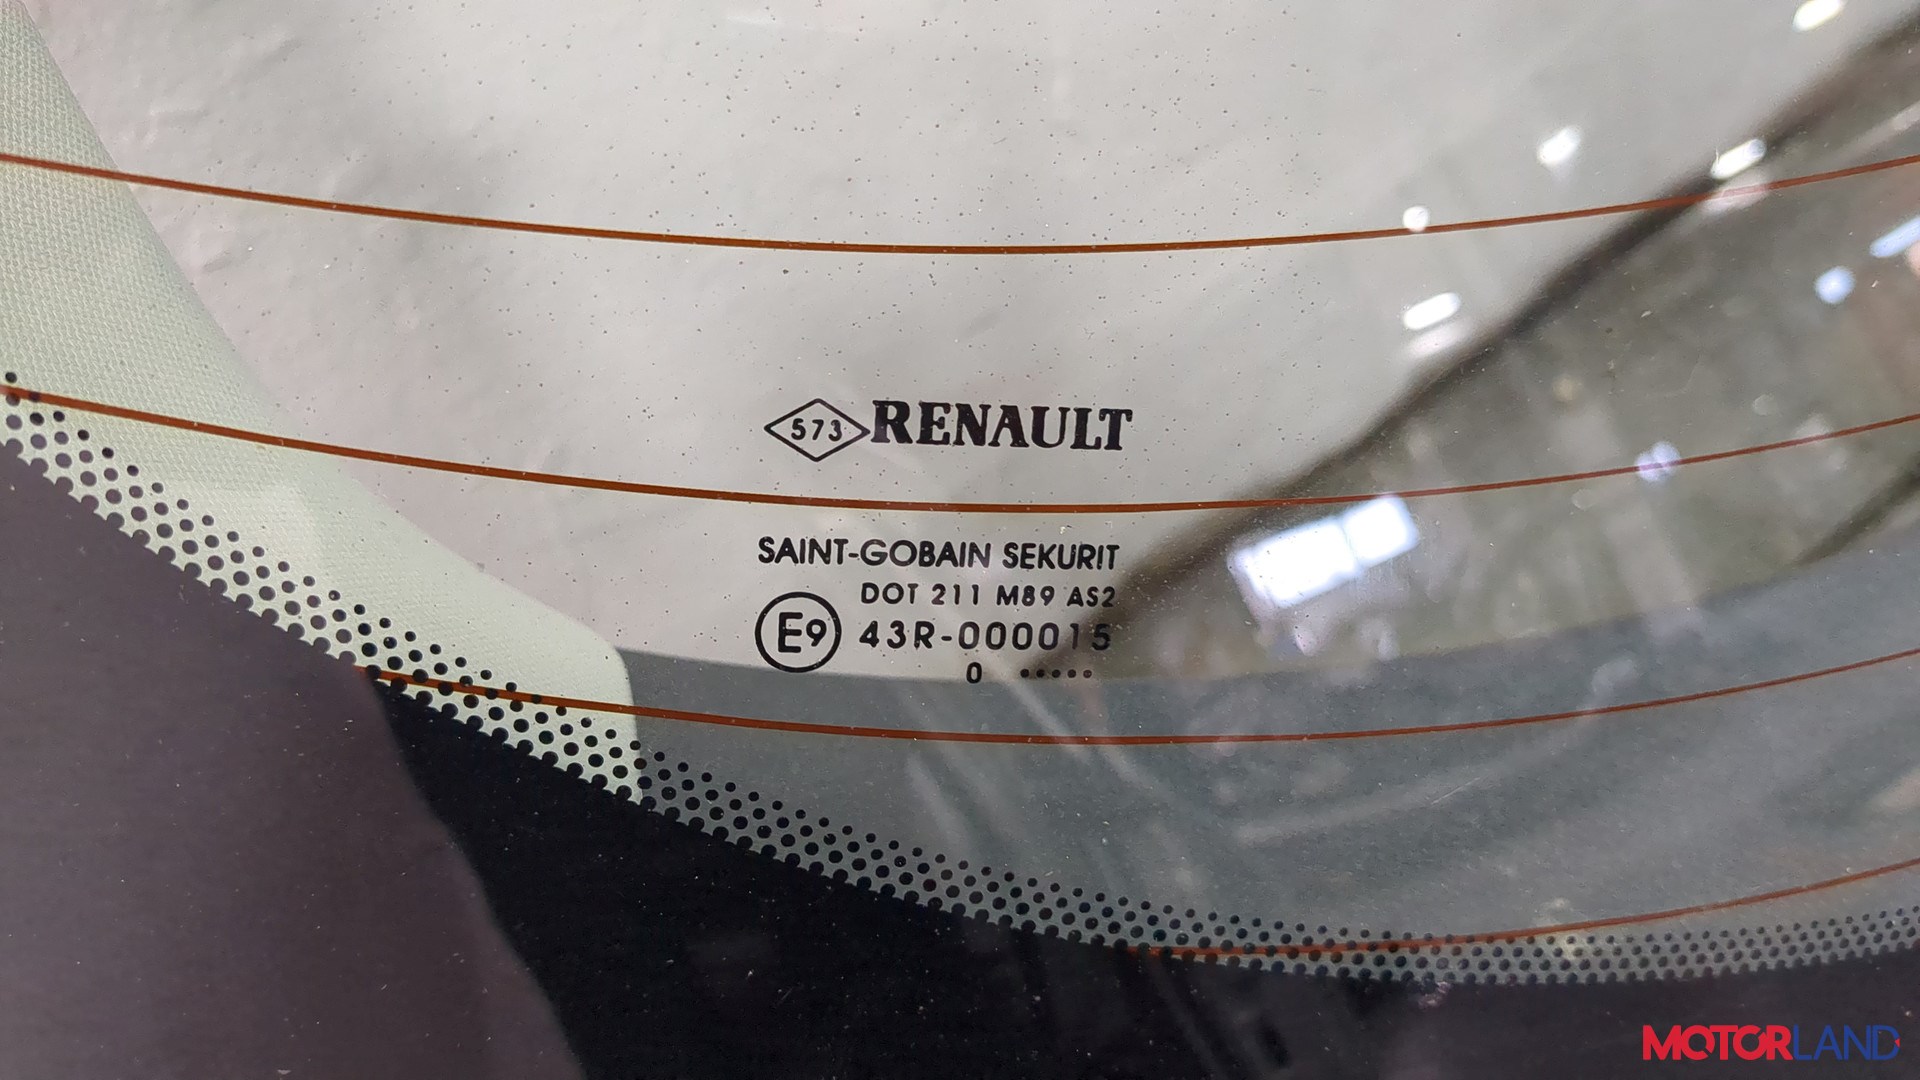 573 RENAULT
SAINT-GOBAIN SEKURIT
DOT 211 M89 AS2
E9 43R-000015
0 •••••
MOTORLAND